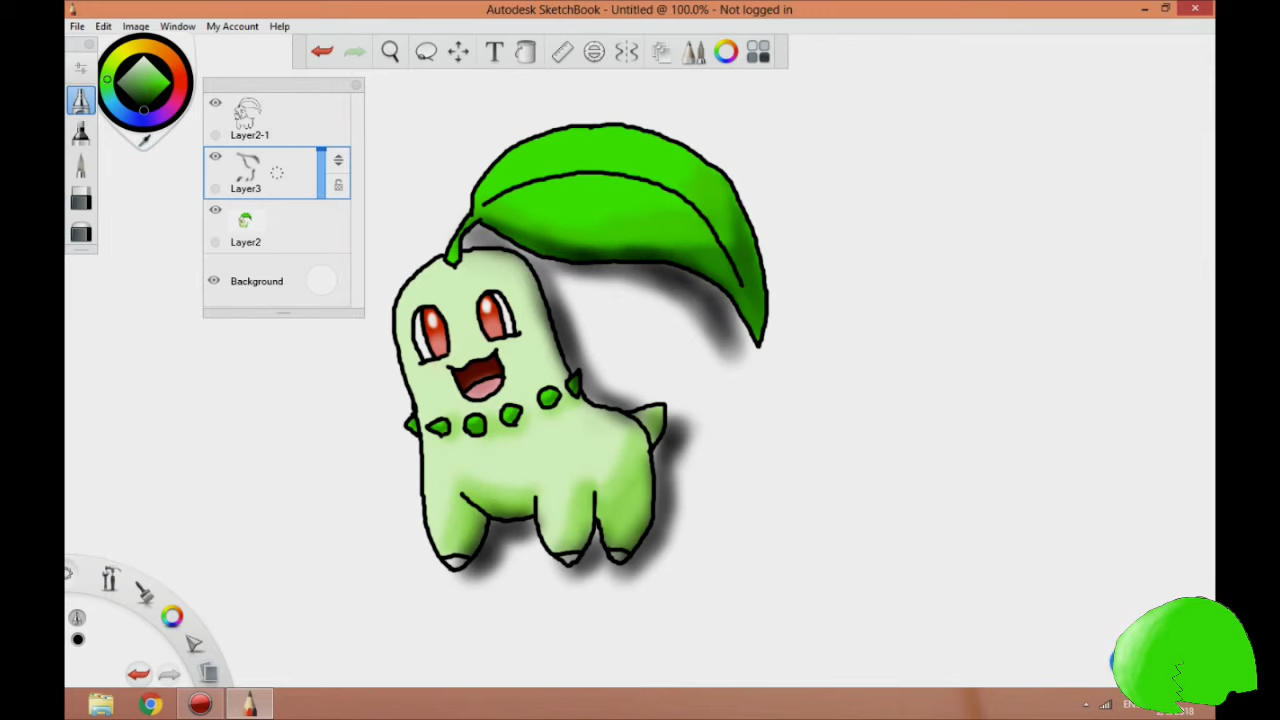 Autodesk SketchBook - Untitled @ 100.0% - Not logged in
File Edit Image Window My Account Help
T
Layer2-1
Layer3
Layer2
Background